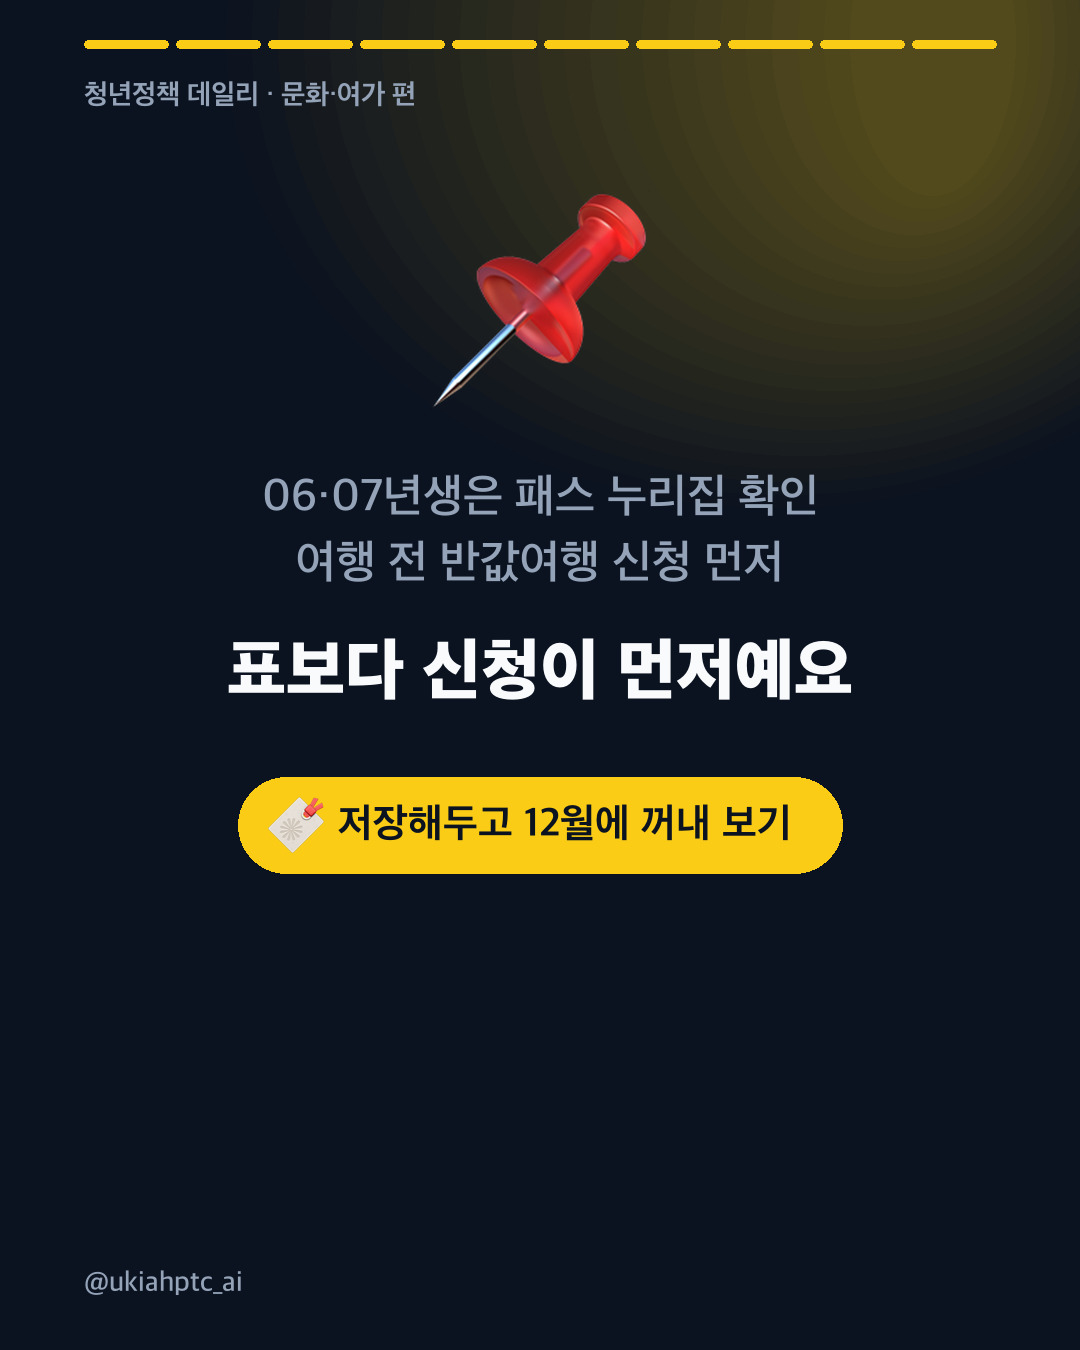 청년정책 데일리 · 문화·여가 편
06·07년생은 패스 누리집 확인
여행 전 반값여행 신청 먼저
표보다 신청이 먼저예요
저장해두고 12월에 꺼내 보기
@ukiahptc_ai